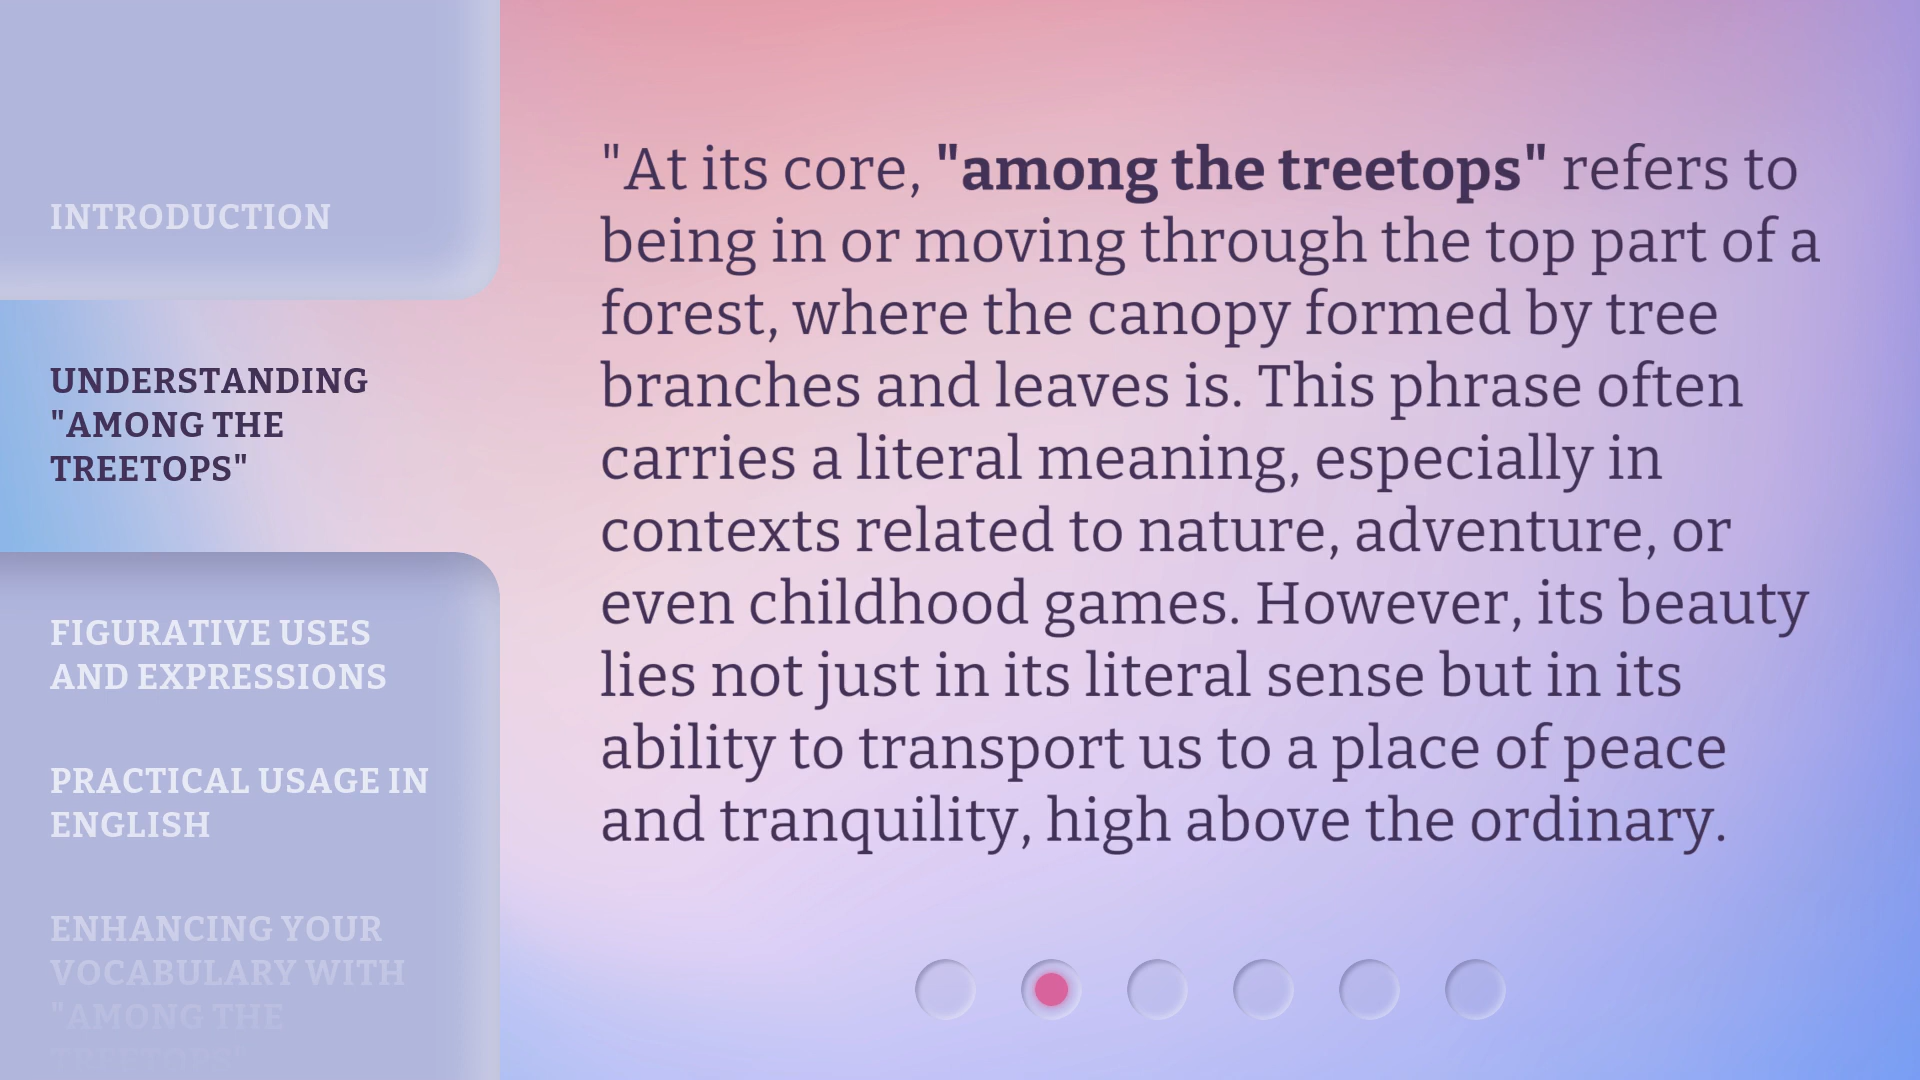 INTRODUCTION
UNDERSTANDING
"AMONG THE
TREETOPS"
FIGURATIVE USES
AND EXPRESSIONS
PRACTICAL USAGE IN
ENGLISH
ENHANCING YOUR
VOCABULARY WITH
"AMONG THE
TREETOPS"
"At its core, "among the treetops" refers to
being in or moving through the top part of a
forest, where the canopy formed by tree
branches and leaves is. This phrase often
carries a literal meaning, especially in
contexts related to nature, adventure, or
even childhood games. However, its beauty
lies not just in its literal sense but in its
ability to transport us to a place of peace
and tranquility, high above the ordinary.